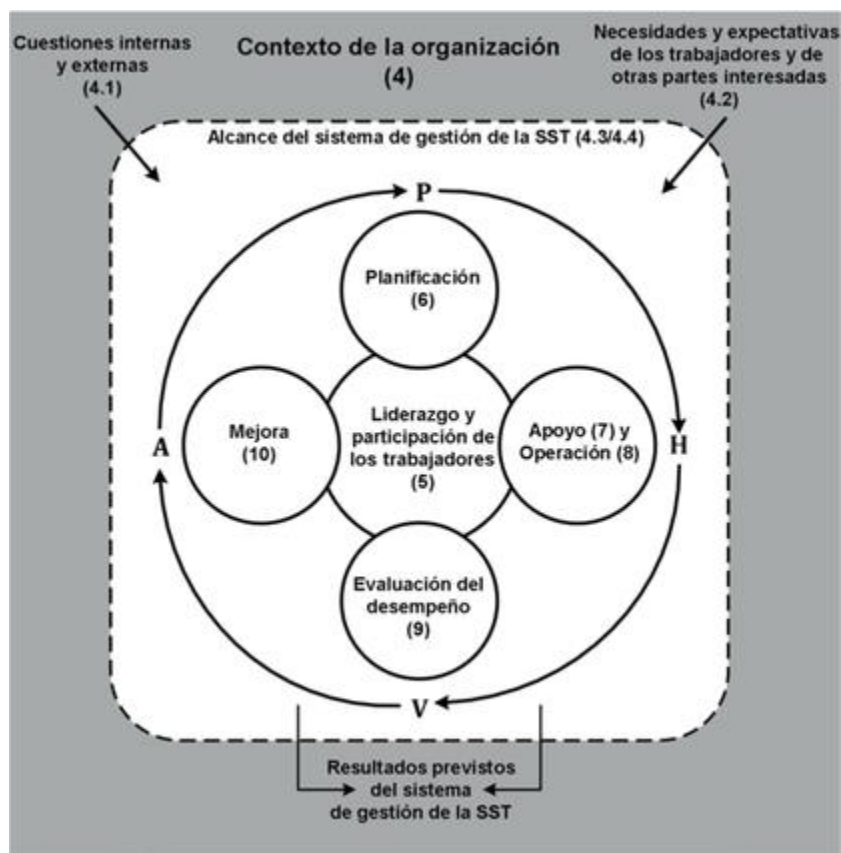 Cuestiones internas
y externas
(4.1)
Contexto de la organización
(4)
Necesidades y expectativas
de los trabajadores y de
otras partes interesadas
(4.2)
Alcance del sistema de gestión de la SST (4.3/4.4)
P
Planificación
(6)
A
Mejora
(10)
Liderazgo y
participación de
los trabajadores
(5)
Apoyo (7) y
Operación (8)
H
Evaluación del
desempeño
(9)
V
Resultados previstos
del sistema
de gestión de la SST